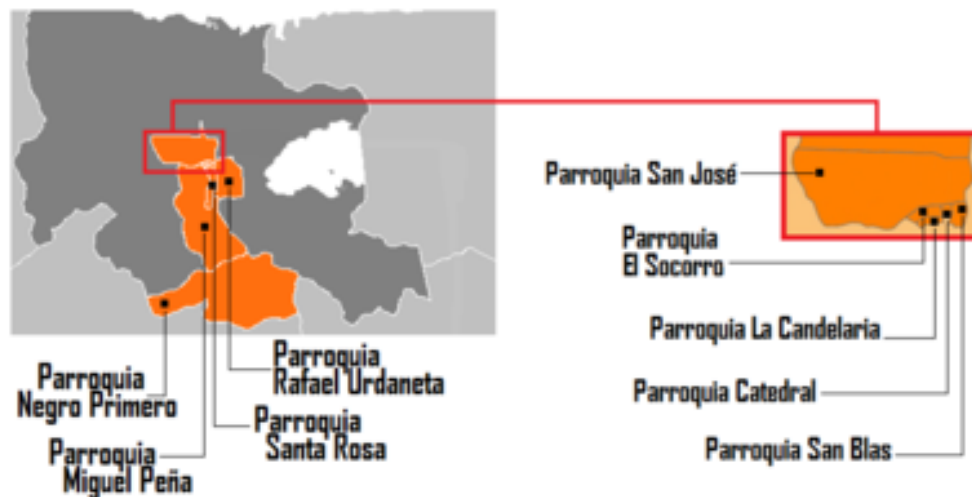 Parroquia San José
Parroquia
El Socorro
Parroquia La Candelaria
Parroquia Catedral
Parroquia San Blas
Parroquia
Rafael Urdaneta
Parroquia
Negro Primero
Parroquia
Santa Rosa
Parroquia
Miguel Peña